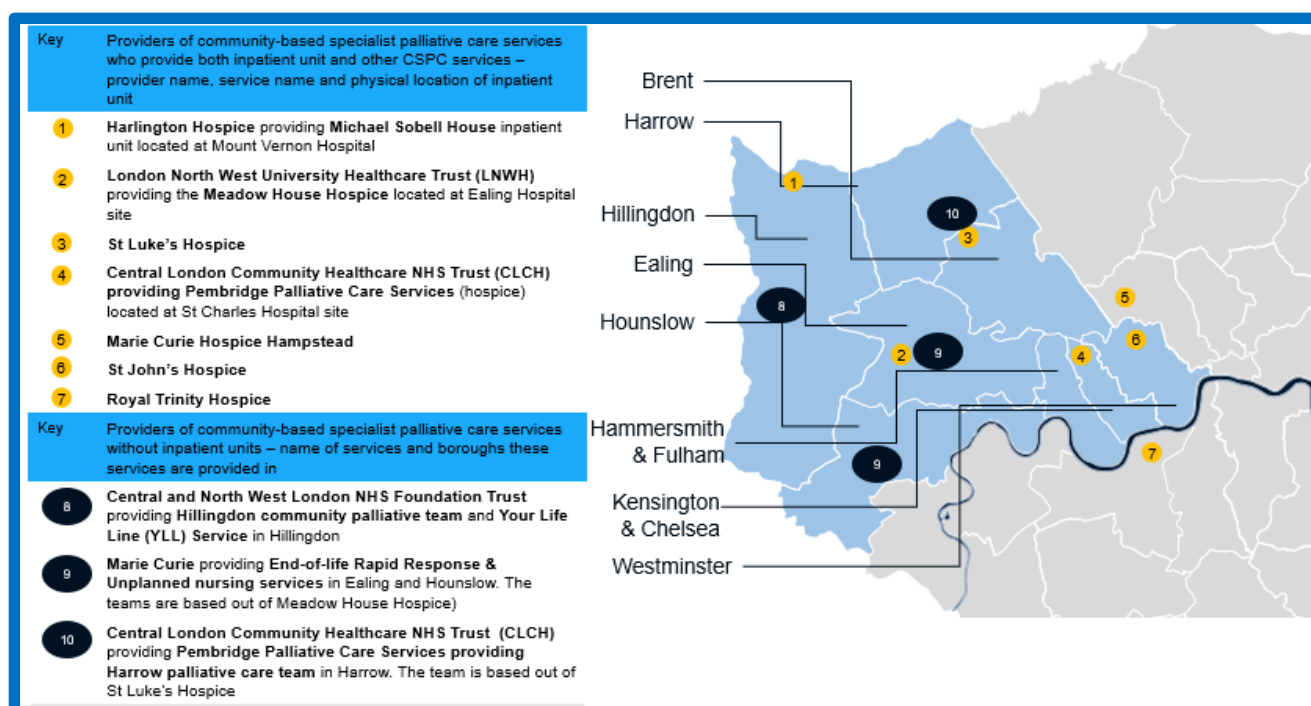 Key
Providers of community-based specialist palliative care services
who provide both inpatient unit and other CSPC services –
provider name, service name and physical location of inpatient
unit
1
Harlington Hospice providing Michael Sobell House inpatient
unit located at Mount Vernon Hospital
2
London North West University Healthcare Trust (LNWH)
providing the Meadow House Hospice located at Ealing Hospital
site
3
St Luke's Hospice
4
Central London Community Healthcare NHS Trust (CLCH)
providing Pembridge Palliative Care Services (hospice)
located at St Charles Hospital site
5
Marie Curie Hospice Hampstead
6
St John's Hospice
7
Royal Trinity Hospice
Key
Providers of community-based specialist palliative care services
without inpatient units – name of services and boroughs these
services are provided in
8
Central and North West London NHS Foundation Trust
providing Hillingdon community palliative team and Your Life
Line (YLL) Service in Hillingdon
9
Marie Curie providing End-of-life Rapid Response &
Unplanned nursing services in Ealing and Hounslow. The
teams are based out of Meadow House Hospice)
10
Central London Community Healthcare NHS Trust (CLCH)
providing Pembridge Palliative Care Services providing
Harrow palliative care team in Harrow. The team is based out of
St Luke's Hospice
Brent
Harrow
Hillingdon
Ealing
Hounslow
Hammersmith
& Fulham
Kensington
& Chelsea
Westminster
1
10
3
8
5
6
2
9
4
9
7